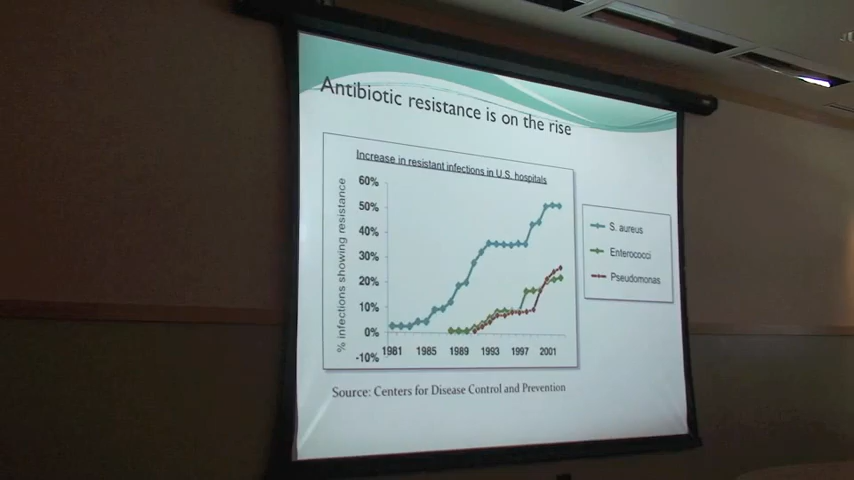 Antibiotic resistance is on the rise
Increase in resistant infections in U.S. hospitals
% infections showing resistance
60%
50%
40%
30%
20%
10%
0%
-10%
1981 1985 1989 1993 1997 2001
S. aureus
Enterococci
Pseudomonas
Source: Centers for Disease Control and Prevention